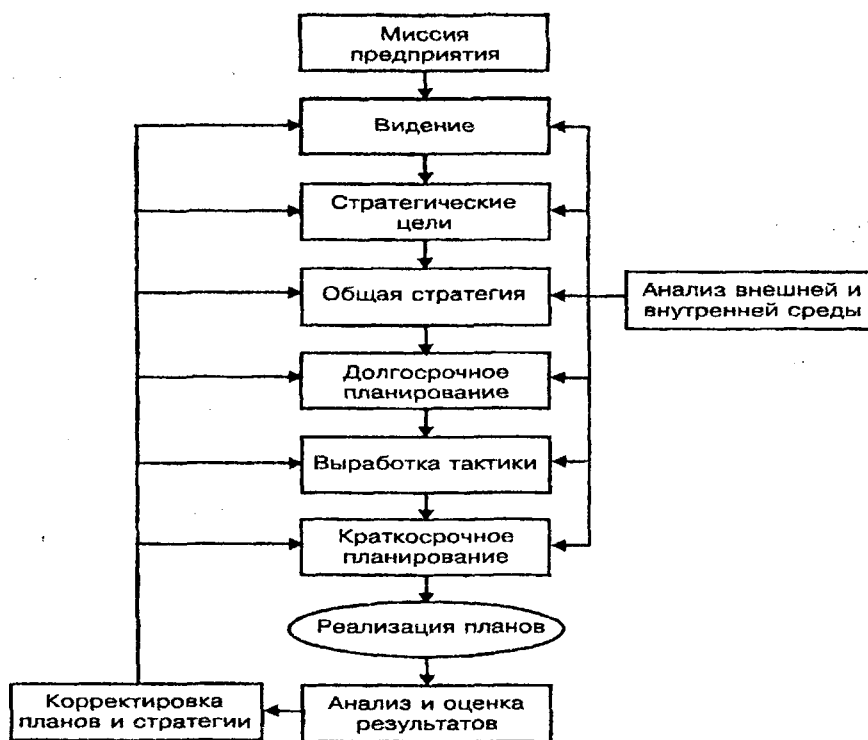 Миссия
предприятия
Видение
Стратегические
цели
Общая стратегия
Анализ внешней и
внутренней среды
Долгосрочное
планирование
Выработка тактики
Краткосрочное
планирование
Реализация планов
Корректировка
планов и стратегии
Анализ и оценка
результатов